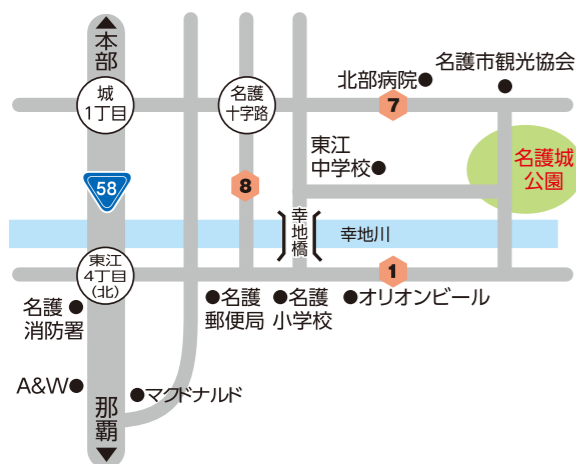 本部
城
1丁目
名護
十字路
北部病院
名護市観光協会
7
東江
中学校
名護城
公園
58
8
幸地橋
幸地川
東江
4丁目
(北)
1
名護
消防署
名護
郵便局
名護
小学校
オリオンビール
A&W
マクドナルド
那覇